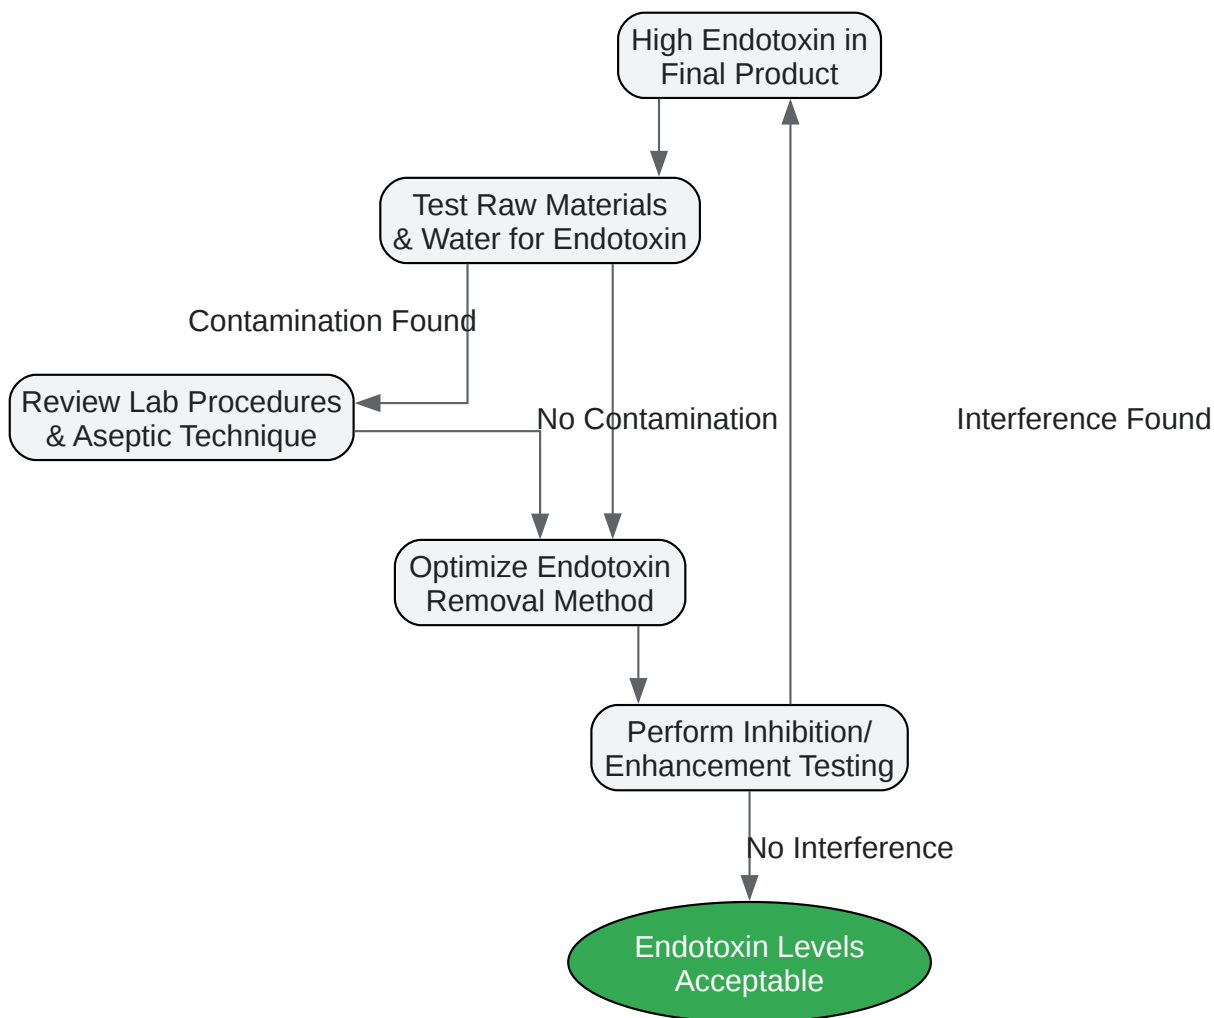 High Endotoxin in
Final Product
Test Raw Materials
& Water for Endotoxin
Contamination Found
Review Lab Procedures
& Aseptic Technique
No Contamination
Interference Found
Optimize Endotoxin
Removal Method
Perform Inhibition/
Enhancement Testing
No Interference
Endotoxin Levels
Acceptable